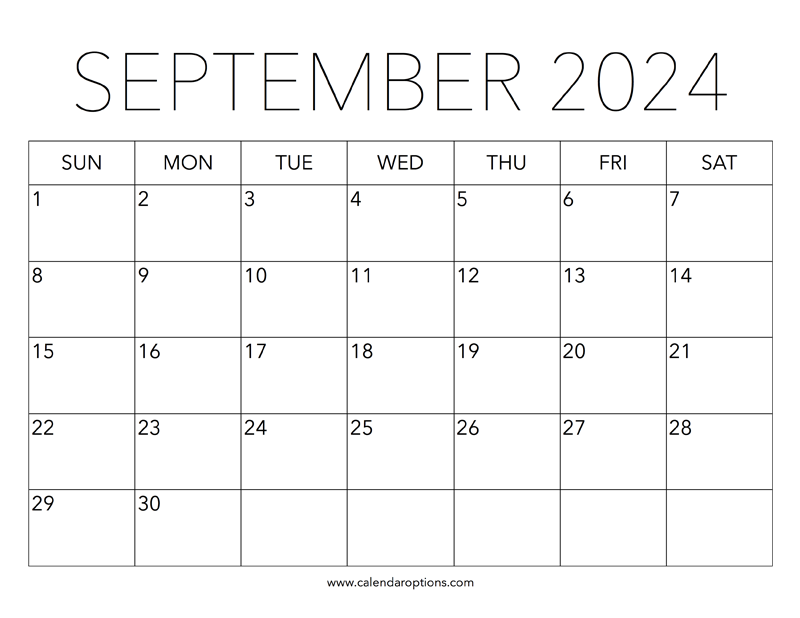 SEPTEMBER 2024
SUN MON TUE WED THU FRI SAT
1 2 3 4 5 6 7
8 9 10 11 12 13 14
15 16 17 18 19 20 21
22 23 24 25 26 27 28
29 30
www.calendaroptions.com